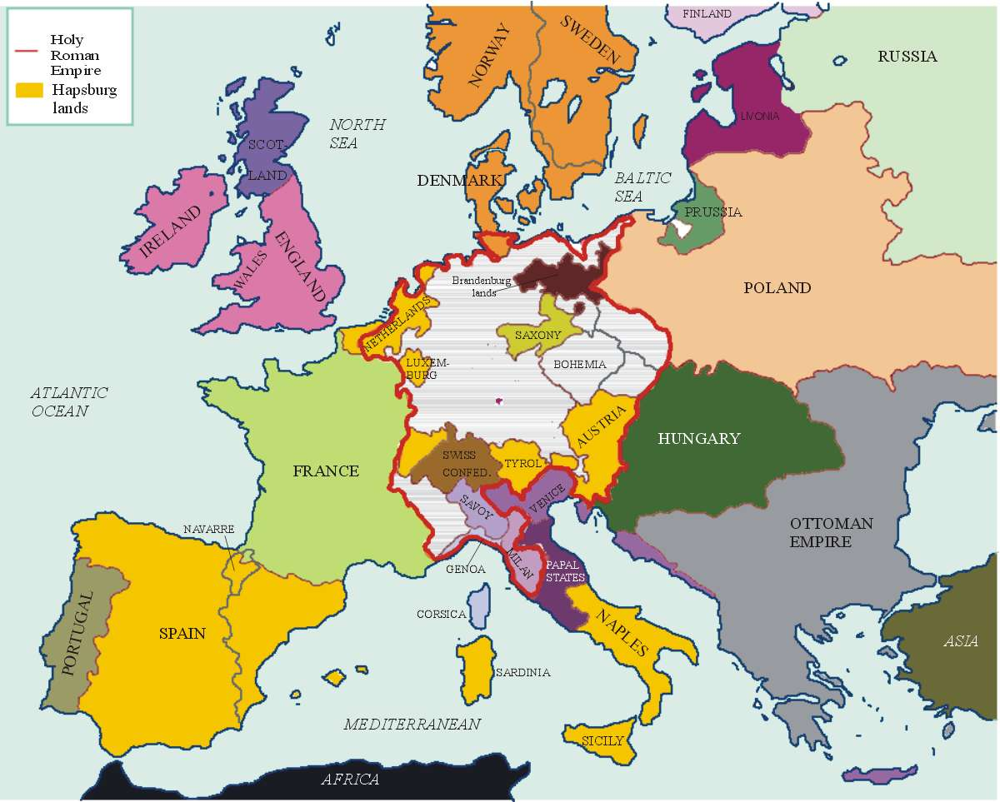 Holy
Roman
Empire
Hapsburg
lands
FINLAND
NORWAY
SWEDEN
RUSSIA
LIVONIA
NORTH
SEA
SCOT-
LAND
DENMARK
BALTIC
SEA
PRUSSIA
IRELAND
WALES
ENGLAND
Brandenburg
lands
POLAND
NETHERLANDS
SAXONY
LUXEM-
BURG
BOHEMIA
ATLANTIC
OCEAN
AUSTRIA
HUNGARY
FRANCE
SWISS
CONFED.
TYROL
SAVOY
VENICE
NAVARRE
GENOA
MILAN
PAPAL
STATES
OTTOMAN
EMPIRE
PORTUGAL
SPAIN
CORSICA
NAPLES
ASIA
SARDINIA
MEDITERRANEAN
SICILY
AFRICA